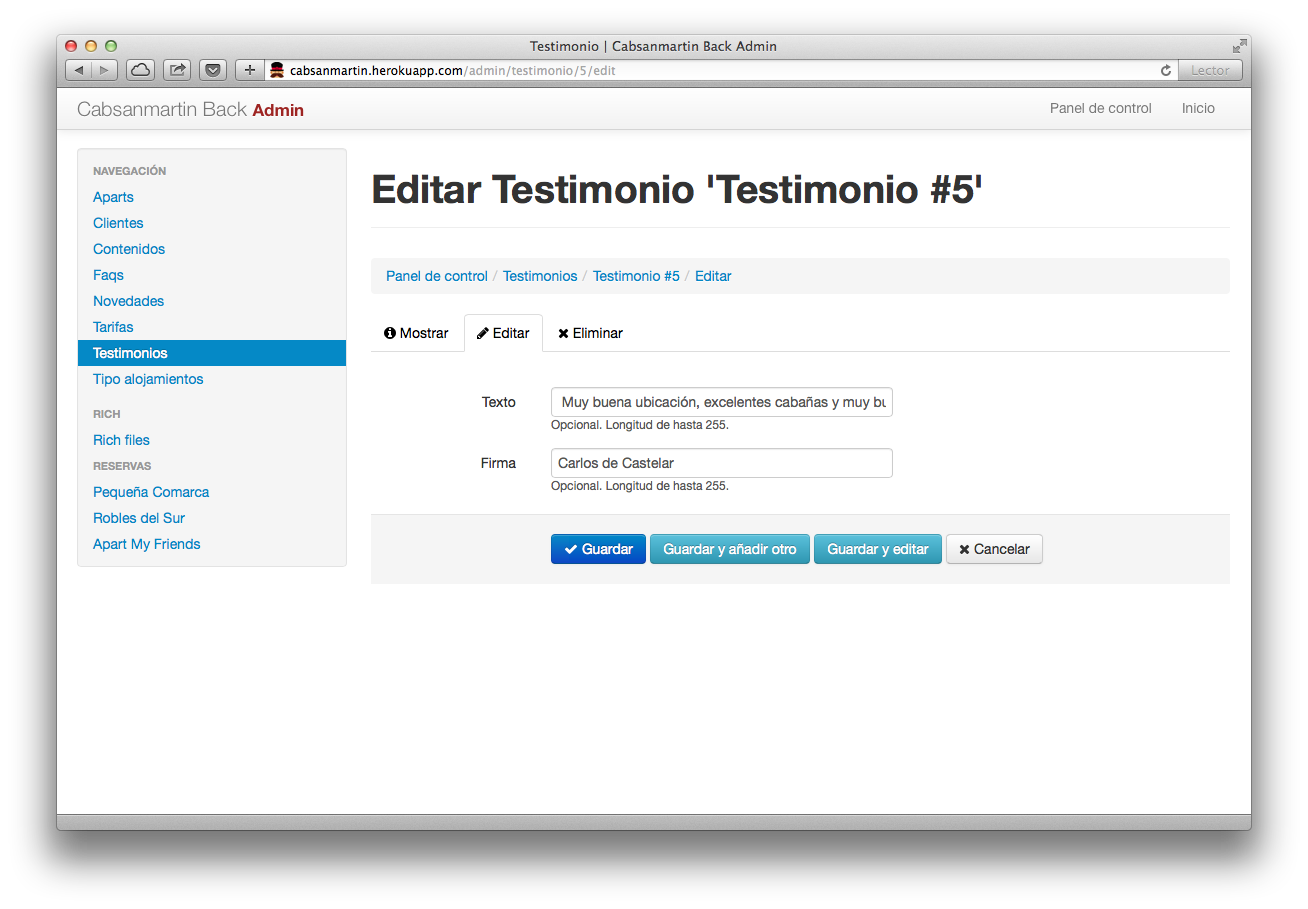 Testimonio | Cabsanmartin Back Admin
cabsanmartin.herokuapp.com/admin/testimonio/5/edit
Lector
Cabsanmartin Back Admin
Panel de control
Inicio
NAVEGACIÓN
Aparts
Clientes
Contenidos
Faqs
Novedades
Tarifas
Testimonios
Tipo alojamientos
RICH
Rich files
RESERVAS
Pequeña Comarca
Robles del Sur
Apart My Friends
Editar Testimonio 'Testimonio #5'
Panel de control / Testimonios / Testimonio #5 / Editar
Mostrar
Editar
Eliminar
Texto
Muy buena ubicación, excelentes cabañas y muy bu
Opcional. Longitud de hasta 255.
Firma
Carlos de Castelar
Opcional. Longitud de hasta 255.
Guardar
Guardar y añadir otro
Guardar y editar
Cancelar